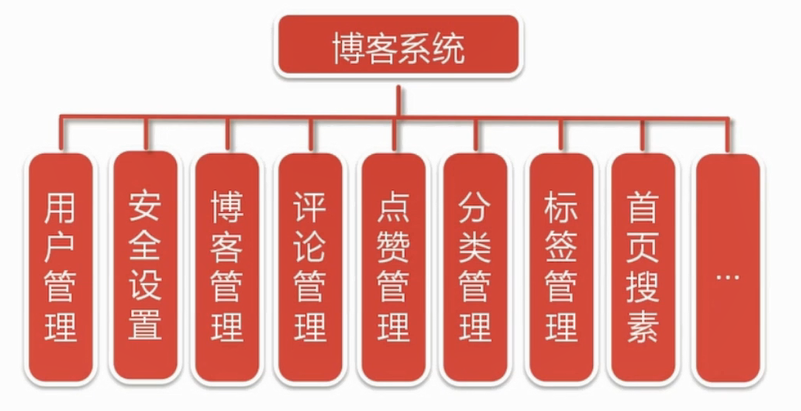 博客系统
用户管理
安全设置
博客管理
评论管理
点赞管理
分类管理
标签管理
首页搜素
...